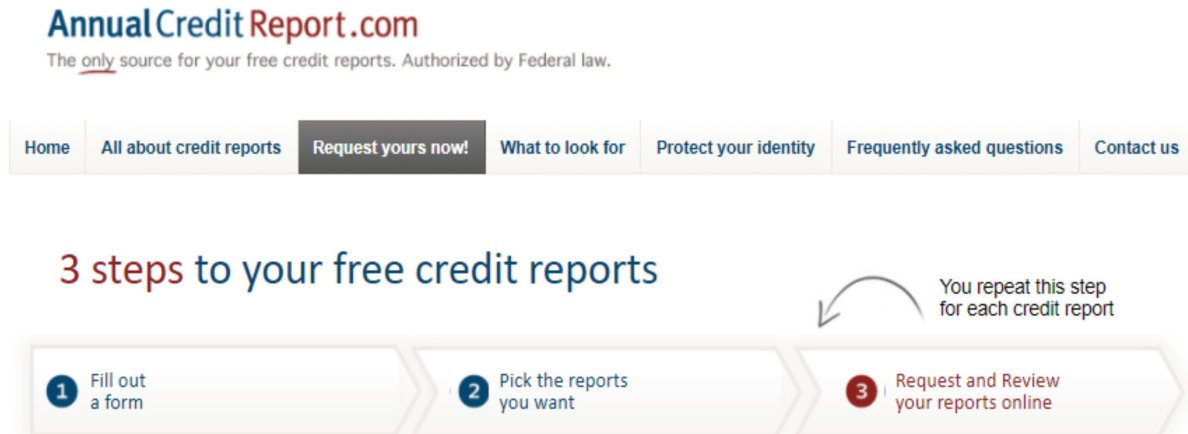 AnnualCreditReport.com
The only source for your free credit reports. Authorized by Federal law.
Home All about credit reports Request yours now! What to look for Protect your identity Frequently asked questions Contact us
3 steps to your free credit reports
You repeat this step
for each credit report
1 Fill out
a form
2 Pick the reports
you want
3 Request and Review
your reports online